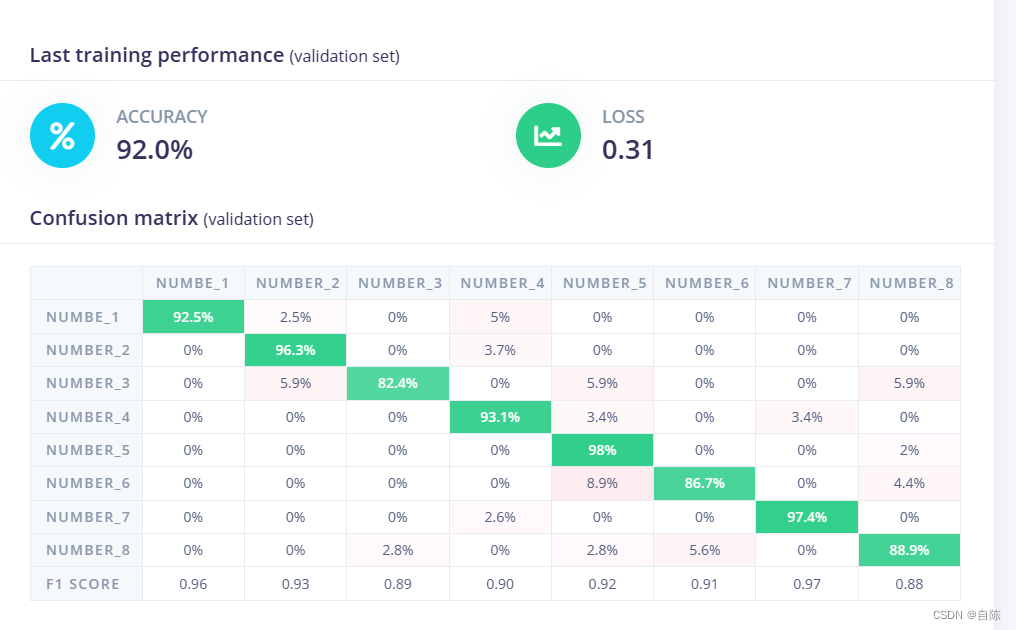 Last training performance (validation set)
ACCURACY
92.0%
LOSS
0.31
Confusion matrix (validation set)
NUMBE_1 NUMBER_2 NUMBER_3 NUMBER_4 NUMBER_5 NUMBER_6 NUMBER_7 NUMBER_8
NUMBE_1 92.5% 2.5% 0% 5% 0% 0% 0% 0%
NUMBER_2 0% 96.3% 0% 3.7% 0% 0% 0% 0%
NUMBER_3 0% 5.9% 82.4% 0% 5.9% 0% 0% 5.9%
NUMBER_4 0% 0% 0% 93.1% 3.4% 0% 3.4% 0%
NUMBER_5 0% 0% 0% 0% 98% 0% 0% 2%
NUMBER_6 0% 0% 0% 0% 8.9% 86.7% 0% 4.4%
NUMBER_7 0% 0% 0% 2.6% 0% 0% 97.4% 0%
NUMBER_8 0% 0% 2.8% 0% 2.8% 5.6% 0% 88.9%
F1 SCORE 0.96 0.93 0.89 0.90 0.92 0.91 0.97 0.88
CSDN @自陈